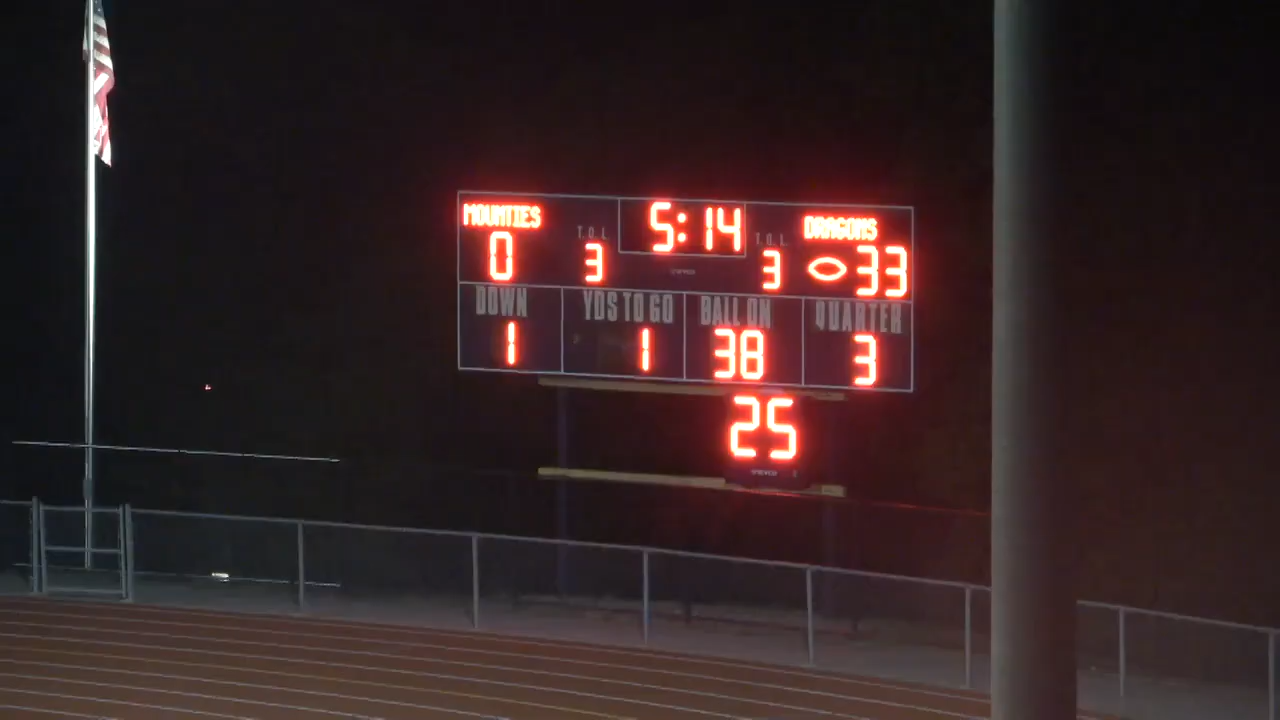 MOUNTIES 5:14 DRAGONS
0 T.O.L. 3 T.O.L. 3 33
DOWN YDS TO GO BALL ON QUARTER
1 1 38 3
25